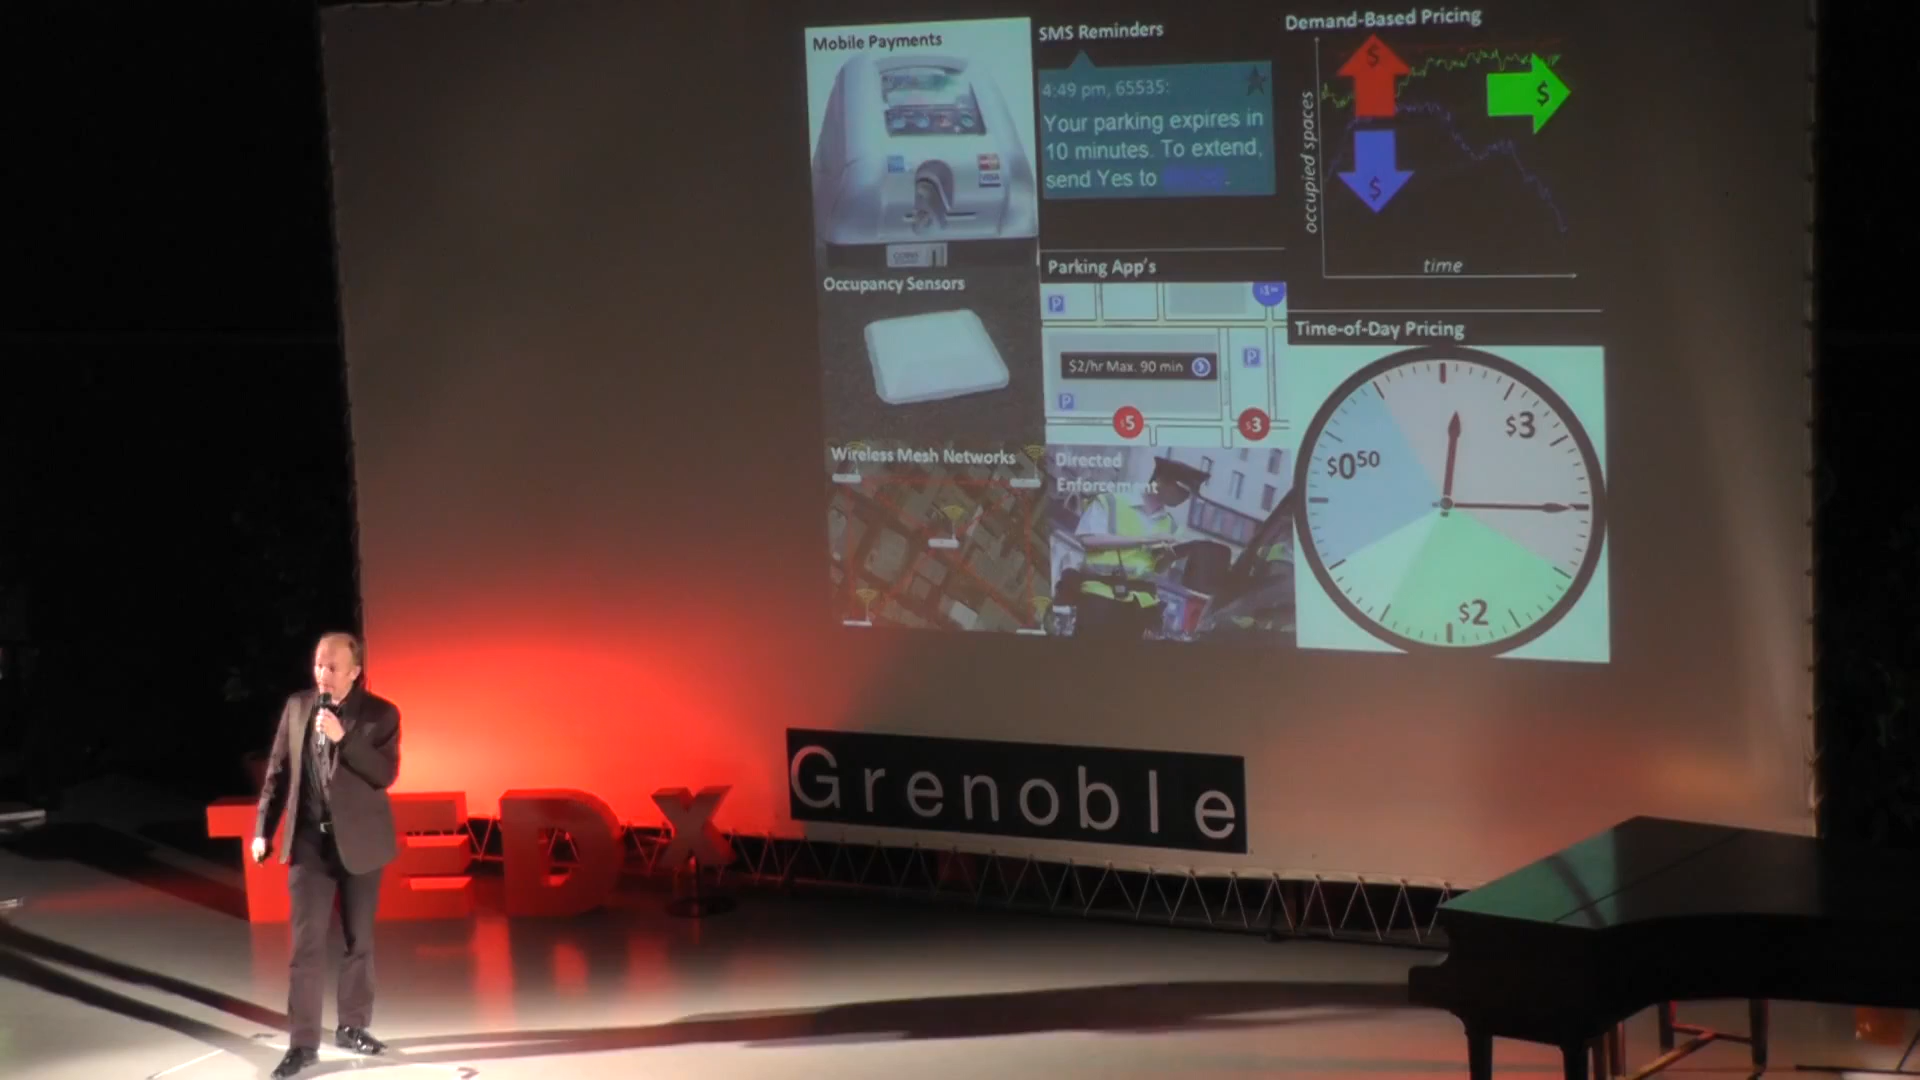 Mobile Payments
VISA
SMS Reminders
4:49 pm, 65535:
Your parking expires in
10 minutes. To extend,
send Yes to
Demand-Based Pricing
$
$
$
occupied spaces
time
Occupancy Sensors
Parking App's
P
P
$2/hr Max. 90 min
P
$5
$3
Time-of-Day Pricing
$3
$050
$2
Wireless Mesh Networks
Directed
Enforcement
TEDx
Grenoble